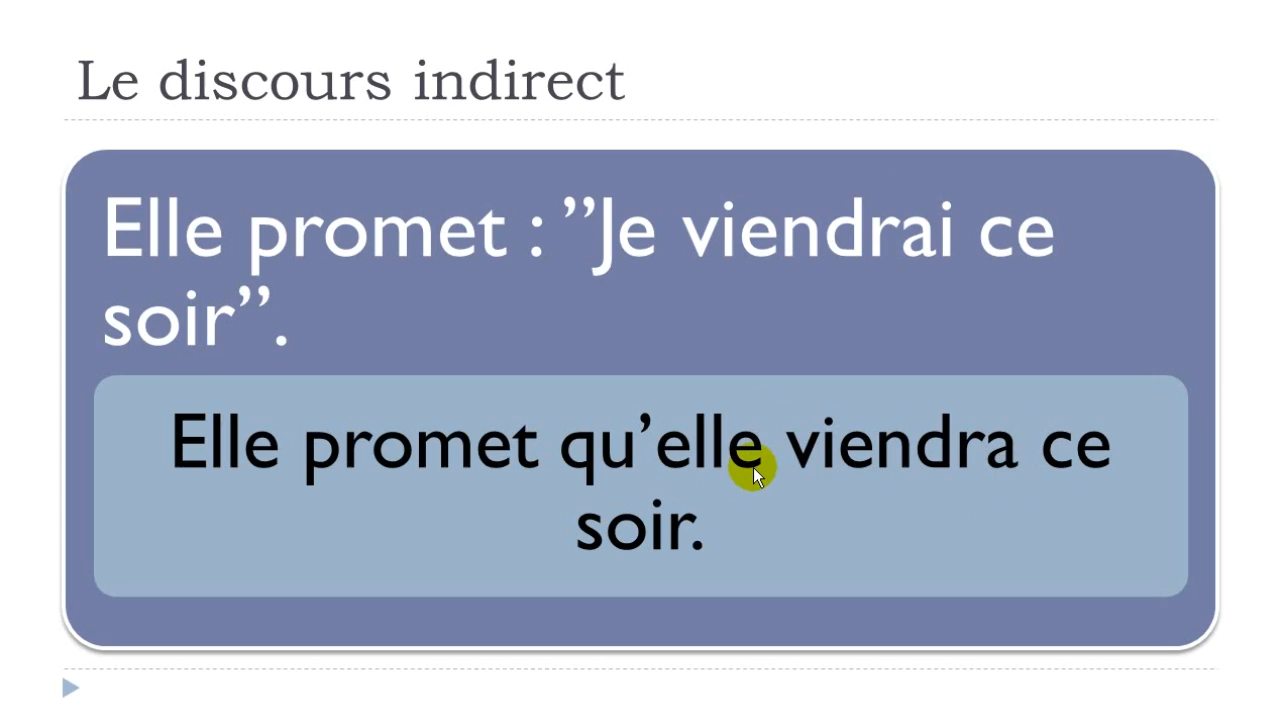 Le discours indirect
Elle promet : ”Je viendrai ce
soir”.
Elle promet qu’elle viendra ce
soir.